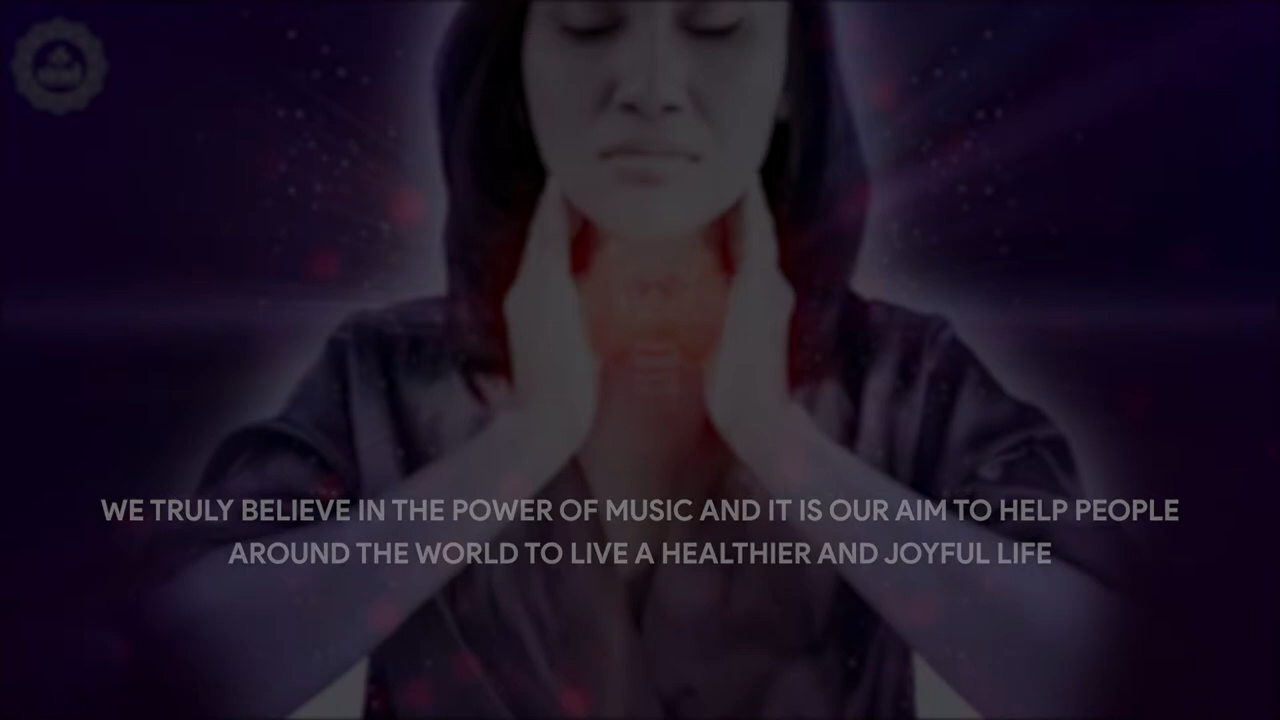 WE TRULY BELIEVE IN THE POWER OF MUSIC AND IT IS OUR AIM TO HELP PEOPLE
AROUND THE WORLD TO LIVE A HEALTHIER AND JOYFUL LIFE